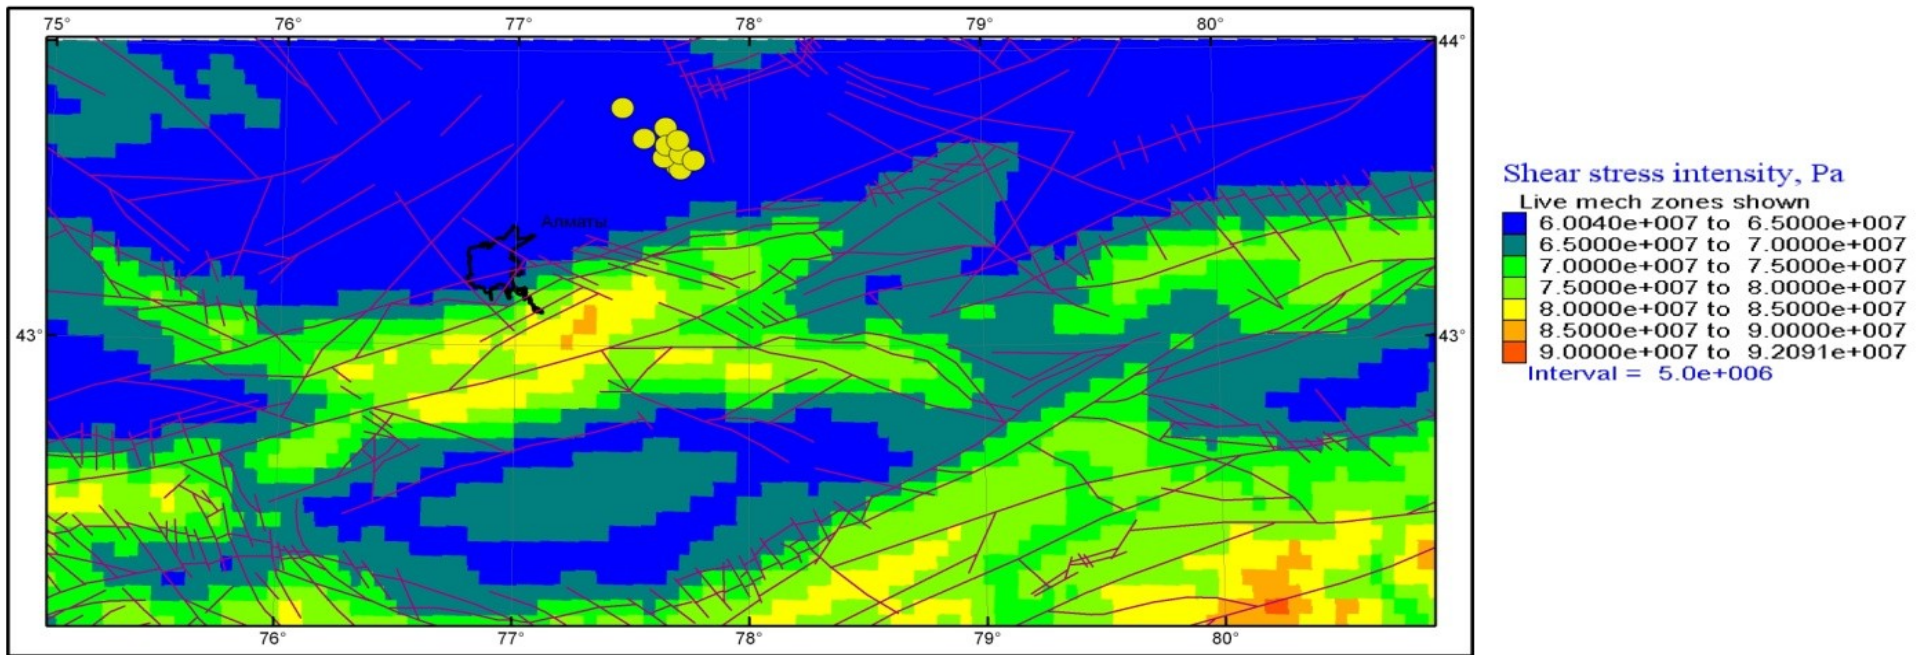 75° 76° 77° 78° 79° 80°
44°
Алматы
43° 43°
76° 77° 78° 79° 80°
Shear stress intensity, Pa
Live mech zones shown
6.0040e+007 to 6.5000e+007
6.5000e+007 to 7.0000e+007
7.0000e+007 to 7.5000e+007
7.5000e+007 to 8.0000e+007
8.0000e+007 to 8.5000e+007
8.5000e+007 to 9.0000e+007
9.0000e+007 to 9.2091e+007
Interval = 5.0e+006